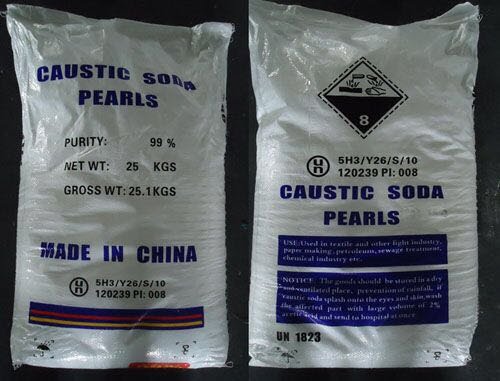 CAUSTIC SODA
PEARLS
PURITY: 99 %
NET WT: 25 KGS
GROSS WT: 25.1KGS
MADE IN CHINA
UN 5H3/Y26/S/10
120239 PI: 008
8
UN 5H3/Y26/S/10
120239 PI: 008
CAUSTIC SODA
PEARLS
USE:Used in textile and other fight industry,
paper making, petroleum, sewage treatment,
chemical industry etc.
NOTICE: The goods should be stored in a dry
and ventilated place, prevention of rainfall, if
caustic soda splash onto the eyes and skin, wash
the affected part with large volume of 2%
acetic acid and send to hospital at once.
UN 1823